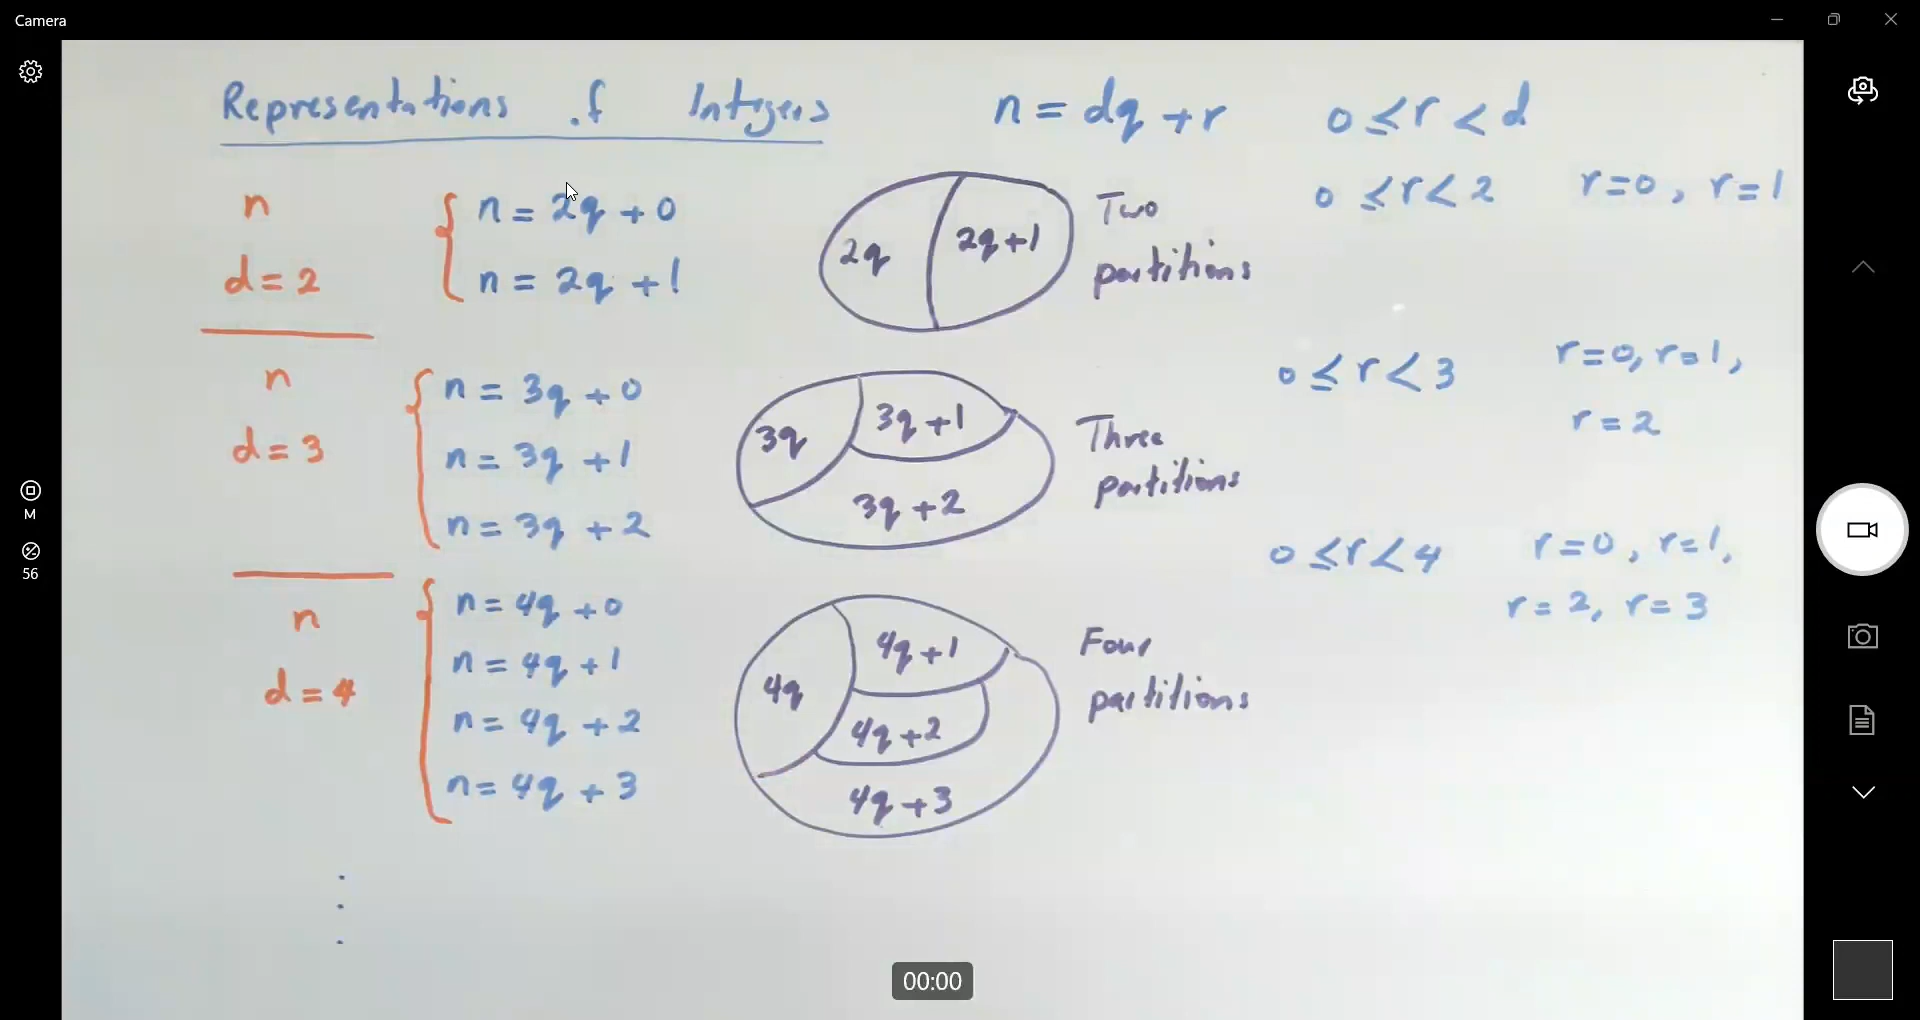 Camera
Representations of Integers
n = dq + r
0 ≤ r < d
n
d = 2
n = 2q + 0
n = 2q + 1
2q
2q + 1
Two
partitions
0 ≤ r < 2
r = 0, r = 1
n
d = 3
n = 3q + 0
n = 3q + 1
n = 3q + 2
3q
3q + 1
3q + 2
Three
partitions
0 ≤ r < 3
r = 0, r = 1,
r = 2
n
d = 4
n = 4q + 0
n = 4q + 1
n = 4q + 2
n = 4q + 3
4q
4q + 1
4q + 2
4q + 3
Four
partitions
0 ≤ r < 4
r = 0, r = 1,
r = 2, r = 3
M
56
00:00